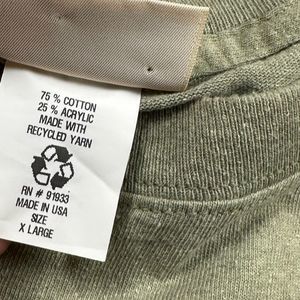 75 % COTTON
25 % ACRYLIC
MADE WITH
RECYCLED YARN
RN # 91933
MADE IN USA
SIZE
X LARGE